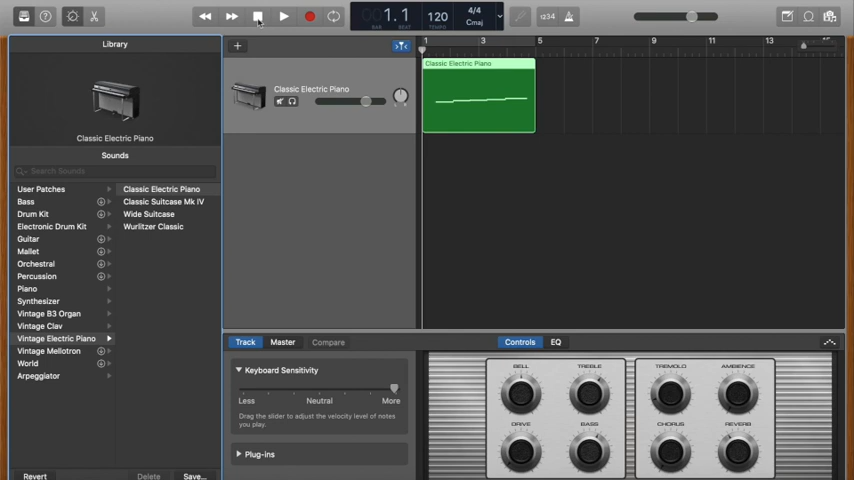 1.1
BAR
BEAT
120
TEMPO
4/4
Cmaj
1234
Library
1
3
5
7
9
11
13
Classic Electric Piano
Classic Electric Piano
Classic Electric Piano
Sounds
Search Sounds
User Patches
Bass
Drum Kit
Electronic Drum Kit
Guitar
Mallet
Orchestral
Percussion
Piano
Synthesizer
Vintage B3 Organ
Vintage Clav
Vintage Electric Piano
Vintage Mellotron
World
Arpeggiator
Classic Electric Piano
Classic Suitcase Mk IV
Wide Suitcase
Wurlitzer Classic
Revert
Delete
Save...
Track
Master
Compare
Controls
EQ
Keyboard Sensitivity
Less
Neutral
More
Drag the slider to adjust the velocity level of notes
you play.
Plug-ins
BELL
TREBLE
TREMOLO
AMBIENCE
DRIVE
BASS
CHORUS
REVERB